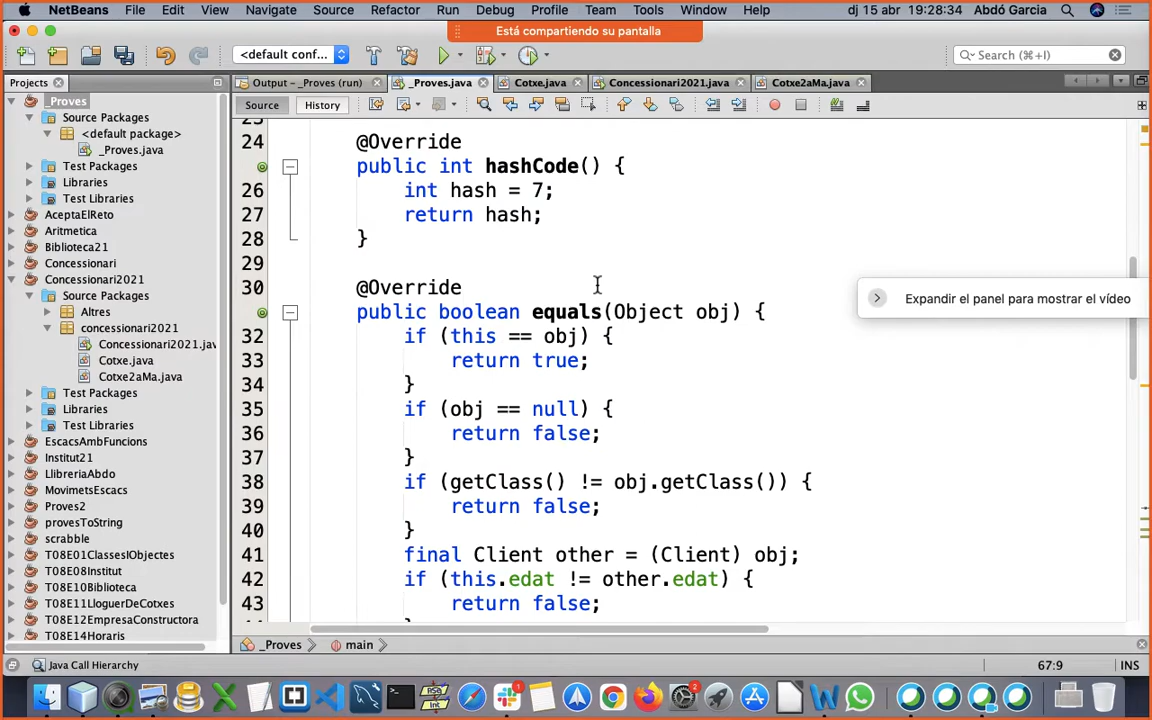 NetBeans File Edit View Navigate Source Refactor Run Debug Profile Team Tools Window Help dj 15 abr 19:28:34 Abdó Garcia
Está compartiendo su pantalla
<default conf...
Search (⌘+I)
Projects
Output – _Proves (run)
_Proves.java
Cotxe.java
Concessionari2021.java
Cotxe2aMa.java
Source History
_Proves
Source Packages
<default package>
_Proves.java
Test Packages
Libraries
Test Libraries
AceptaElReto
Aritmetica
Biblioteca21
Concessionari
Concessionari2021
Source Packages
Altres
concessionari2021
Concessionari2021.jav
Cotxe.java
Cotxe2aMa.java
Test Packages
Libraries
Test Libraries
EscacsAmbFuncions
Institut21
LlibreriaAbdo
MovimetsEscacs
Proves2
provesToString
scrabble
T08E01ClassesIObjectes
T08E08Institut
T08E10Biblioteca
T08E11LloguerDeCotxes
T08E12EmpresaConstructora
T08E14Horaris
23
24 @Override
public int hashCode() {
26 int hash = 7;
27 return hash;
28 }
29
30 @Override
public boolean equals(Object obj) {
32 if (this == obj) {
33 return true;
34 }
35 if (obj == null) {
36 return false;
37 }
38 if (getClass() != obj.getClass()) {
39 return false;
40 }
41 final Client other = (Client) obj;
42 if (this.edat != other.edat) {
43 return false;
Expandir el panel para mostrar el vídeo
_Proves main
Java Call Hierarchy
67:9 INS